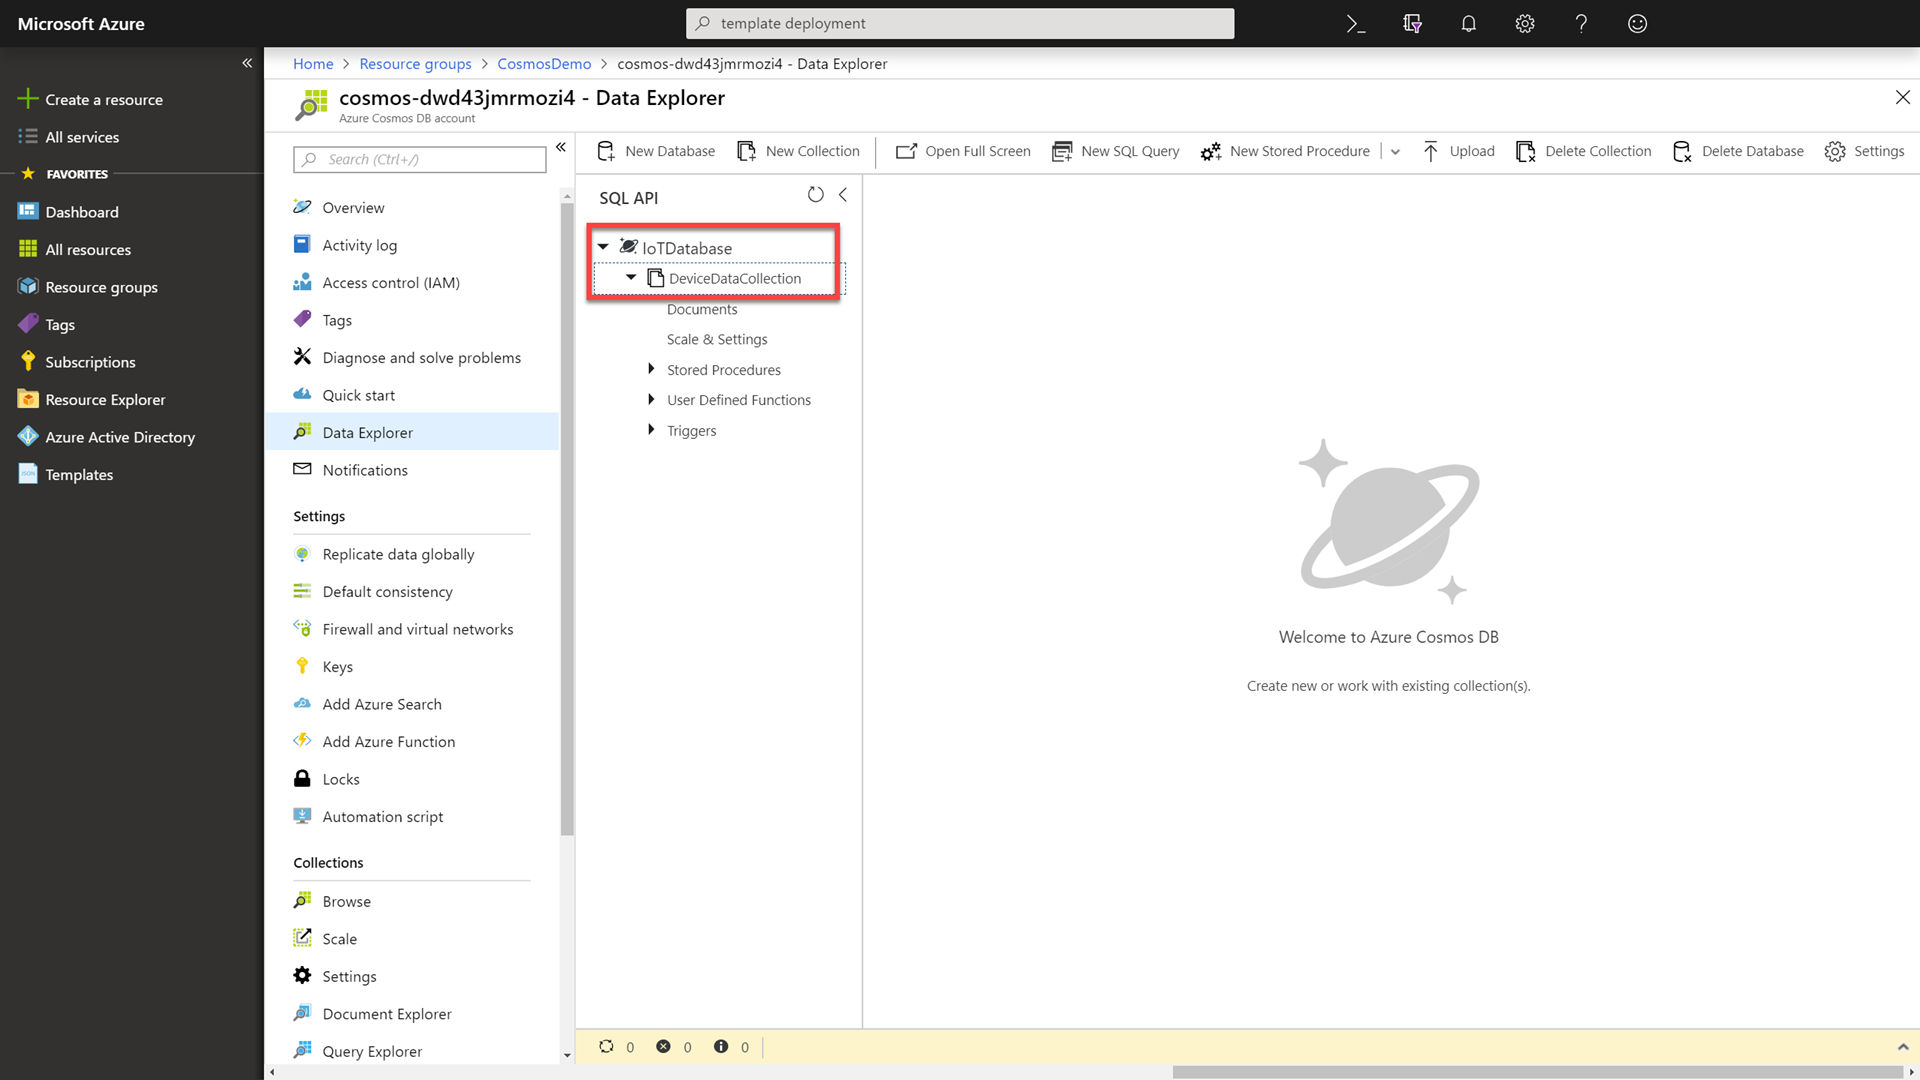 Microsoft Azure
template deployment
Create a resource
All services
FAVORITES
Dashboard
All resources
Resource groups
Tags
Subscriptions
Resource Explorer
Azure Active Directory
Templates
Home > Resource groups > CosmosDemo > cosmos-dwd43jmrmozi4 - Data Explorer
cosmos-dwd43jmrmozi4 - Data Explorer
Azure Cosmos DB account
Search (Ctrl+/)
Overview
Activity log
Access control (IAM)
Tags
Diagnose and solve problems
Quick start
Data Explorer
Notifications
Settings
Replicate data globally
Default consistency
Firewall and virtual networks
Keys
Add Azure Search
Add Azure Function
Locks
Automation script
Collections
Browse
Scale
Settings
Document Explorer
Query Explorer
New Database New Collection Open Full Screen New SQL Query New Stored Procedure Upload Delete Collection Delete Database Settings
SQL API
IoTDatabase
DeviceDataCollection
Documents
Scale & Settings
Stored Procedures
User Defined Functions
Triggers
Welcome to Azure Cosmos DB
Create new or work with existing collection(s).
0 0 0